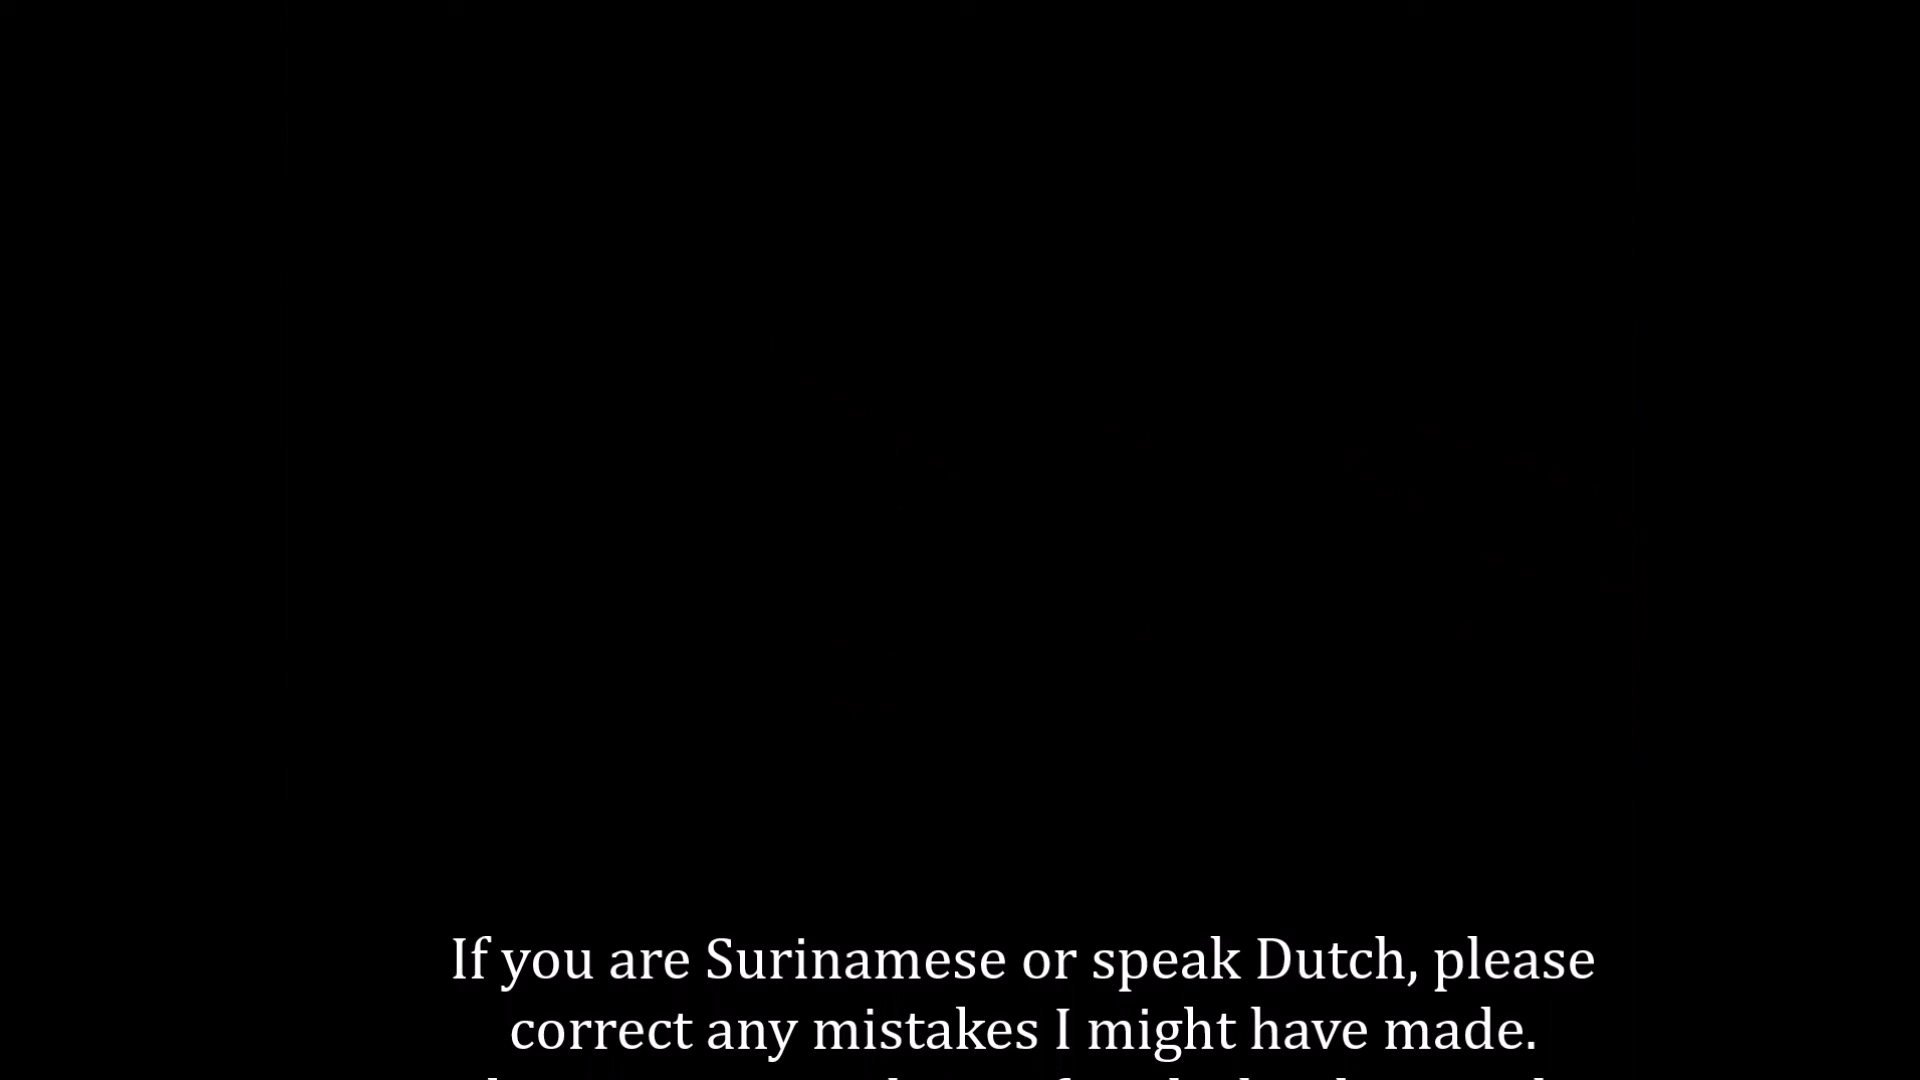 If you are Surinamese or speak Dutch, please
correct any mistakes I might have made.